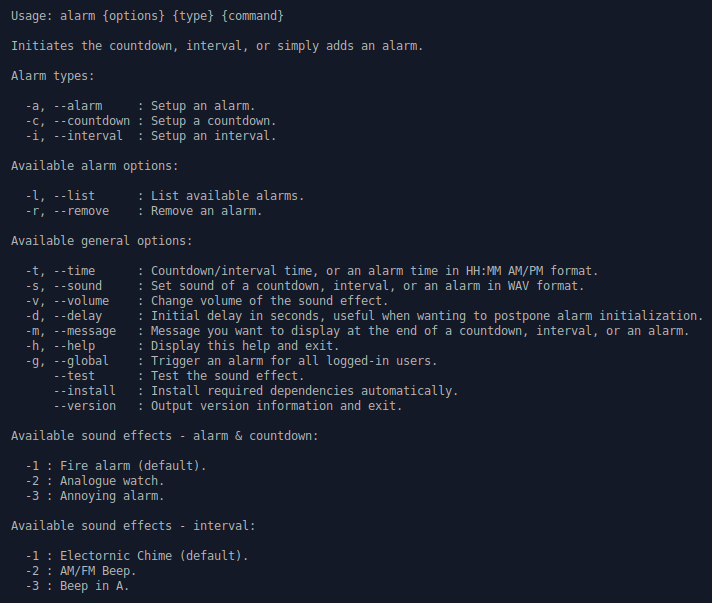 Usage: alarm {options} {type} {command}
Initiates the countdown, interval, or simply adds an alarm.
Alarm types:
-a, --alarm     : Setup an alarm.
-c, --countdown : Setup a countdown.
-i, --interval  : Setup an interval.
Available alarm options:
-l, --list      : List available alarms.
-r, --remove    : Remove an alarm.
Available general options:
-t, --time      : Countdown/interval time, or an alarm time in HH:MM AM/PM format.
-s, --sound     : Set sound of a countdown, interval, or an alarm in WAV format.
-v, --volume    : Change volume of the sound effect.
-d, --delay     : Initial delay in seconds, useful when wanting to postpone alarm initialization.
-m, --message   : Message you want to display at the end of a countdown, interval, or an alarm.
-h, --help      : Display this help and exit.
-g, --global    : Trigger an alarm for all logged-in users.
--test      : Test the sound effect.
--install   : Install required dependencies automatically.
--version   : Output version information and exit.
Available sound effects - alarm & countdown:
-1 : Fire alarm (default).
-2 : Analogue watch.
-3 : Annoying alarm.
Available sound effects - interval:
-1 : Electornic Chime (default).
-2 : AM/FM Beep.
-3 : Beep in A.